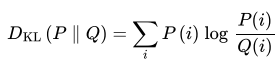 D_KL (P ∥ Q) = ∑_i P(i) log P(i)/Q(i)